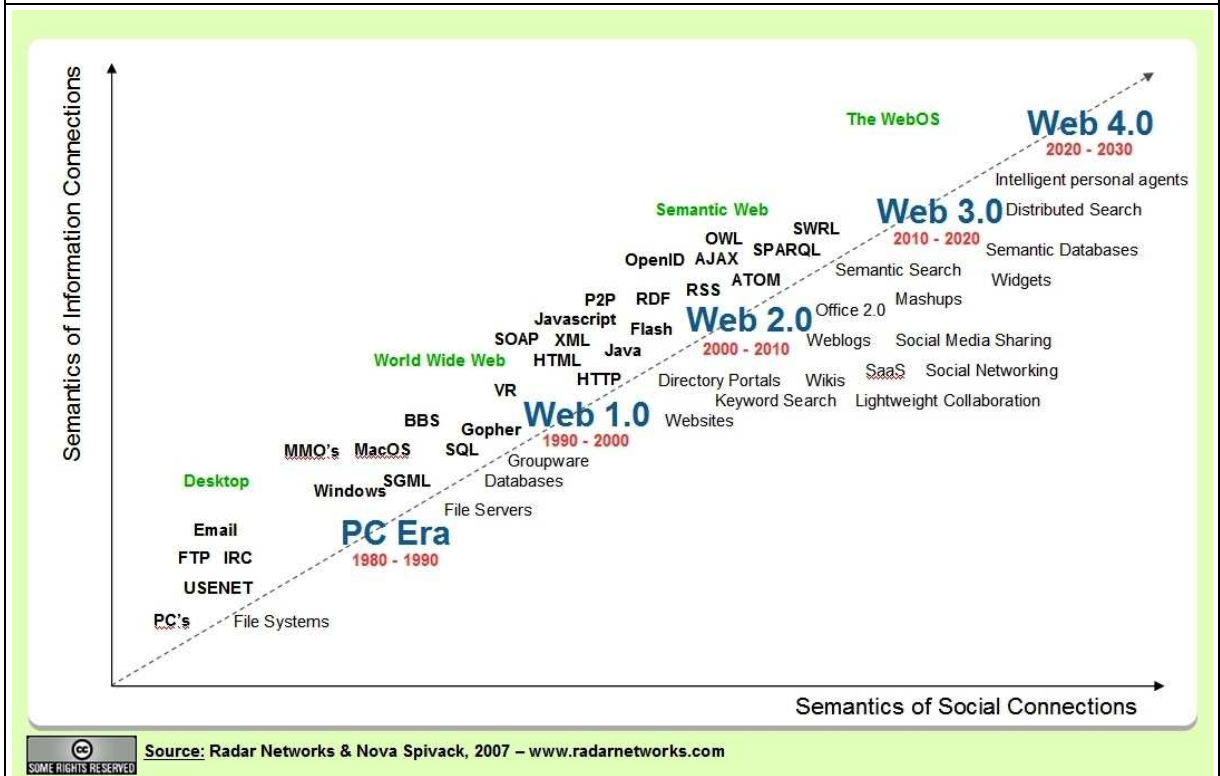 Semantics of Information Connections
The WebOS
Web 4.0
2020 - 2030
Intelligent personal agents
Semantic Web
Web 3.0
Distributed Search
2010 - 2020
SWRL
OWL
SPARQL
Semantic Databases
OpenID AJAX
Semantic Search
Widgets
ATOM
RSS
P2P
RDF
Mashups
Javascript
Web 2.0
Office 2.0
Flash
SOAP
XML
2000 - 2010
Weblogs
Social Media Sharing
Java
World Wide Web
HTML
SaaS
Social Networking
HTTP
Directory Portals
Wikis
VR
Keyword Search
Lightweight Collaboration
BBS
Web 1.0
Websites
Gopher
1990 - 2000
MMO's
MacOS
SQL
Groupware
Desktop
SGML
Databases
Windows
File Servers
Email
PC Era
FTP IRC
1980 - 1990
USENET
PC's
File Systems
Semantics of Social Connections
cc
SOME RIGHTS RESERVED
Source: Radar Networks & Nova Spivack, 2007 – www.radarnetworks.com